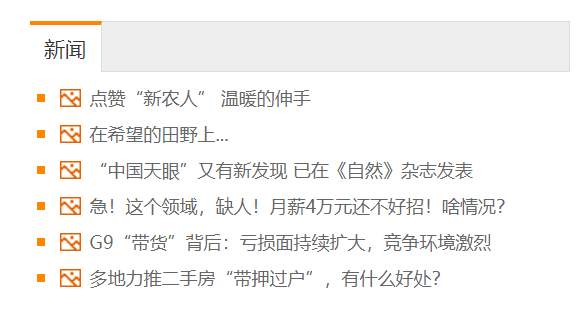 新闻
点赞“新农人” 温暖的伸手
在希望的田野上...
“中国天眼”又有新发现 已在《自然》杂志发表
急！这个领域，缺人！月薪4万元还不好招！啥情况?
G9“带货”背后：亏损面持续扩大，竞争环境激烈
多地力推二手房“带押过户”，有什么好处?